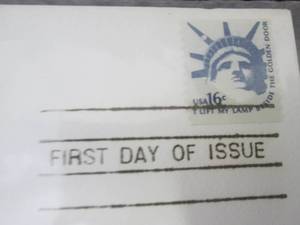 USA 16c
I LIFT MY LAMP BESIDE THE GOLDEN DOOR
FIRST DAY OF ISSUE